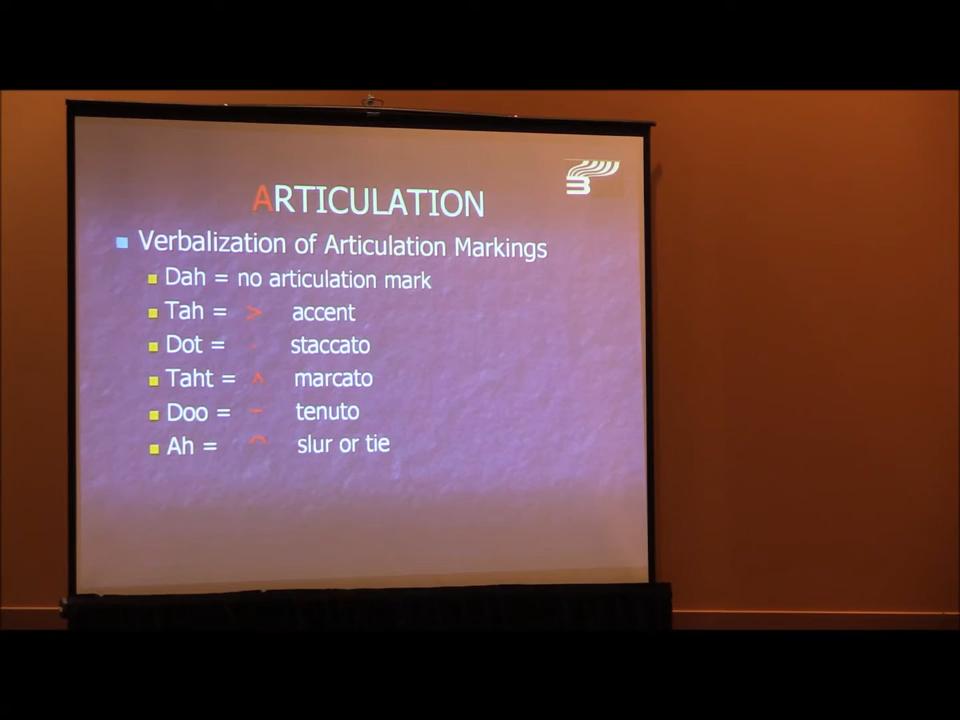 ARTICULATION
Verbalization of Articulation Markings
Dah = no articulation mark
Tah = > accent
Dot = . staccato
Taht = ^ marcato
Doo = – tenuto
Ah = ⌒ slur or tie